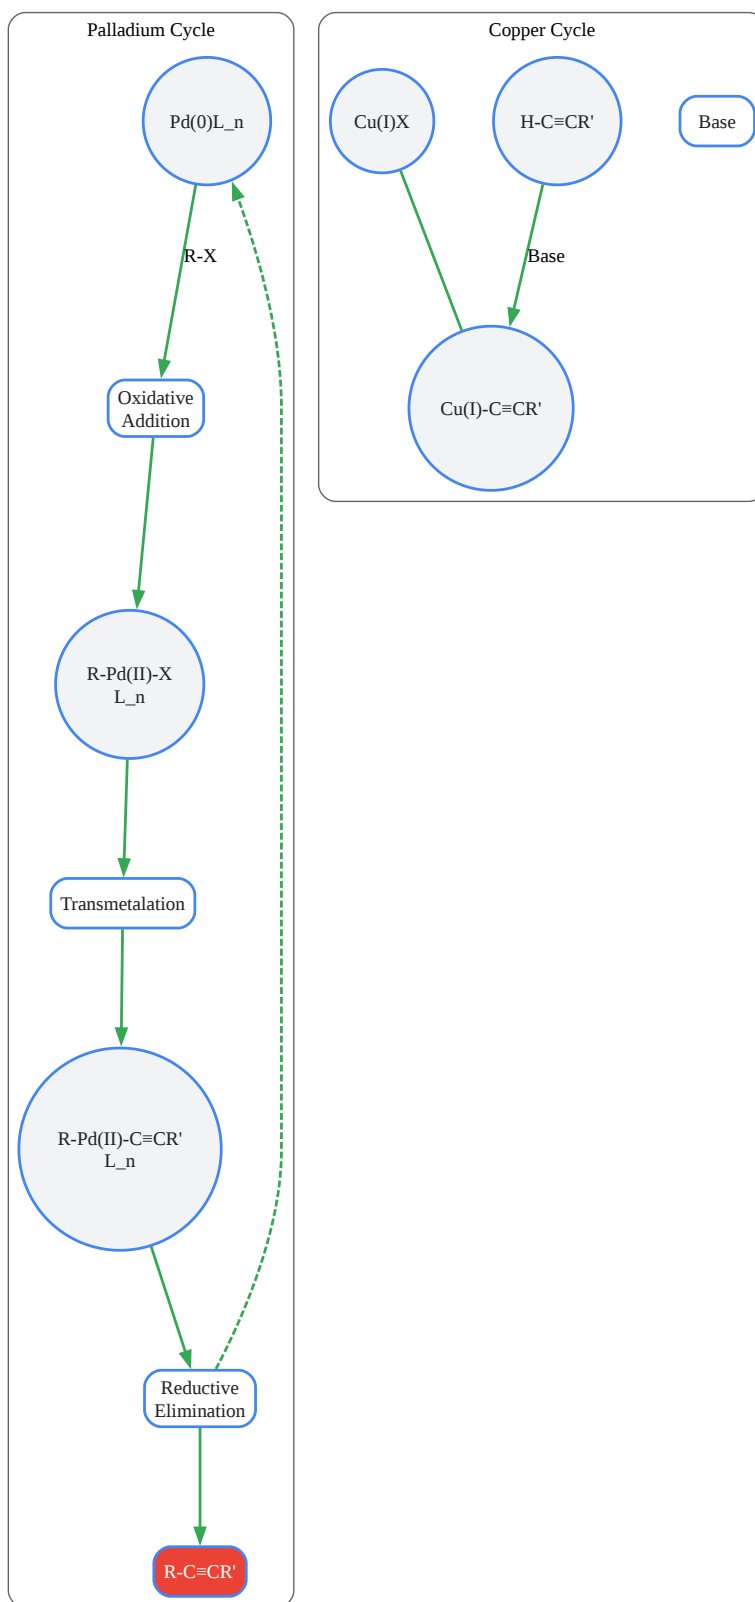 Palladium Cycle
Pd(0)L_n
R-X
Oxidative
Addition
R-Pd(II)-X
L_n
Transmetalation
R-Pd(II)-C≡CR'
L_n
Reductive
Elimination
R-C≡CR'
Copper Cycle
Cu(I)X
H-C≡CR'
Base
Base
Cu(I)-C≡CR'